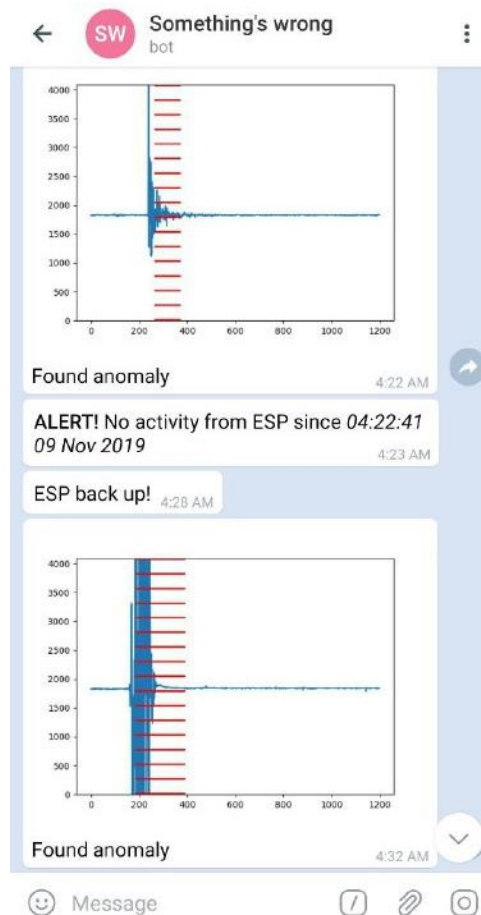 SW
Something's wrong
bot
4000
3500
3000
2500
2000
1500
1000
500
0
0 200 400 600 800 1000 1200
Found anomaly
4:22 AM
ALERT! No activity from ESP since 04:22:41
09 Nov 2019
4:23 AM
ESP back up! 4:28 AM
4000
3500
3000
2500
2000
1500
1000
500
0
0 200 400 600 800 1000 1200
Found anomaly
4:32 AM
Message